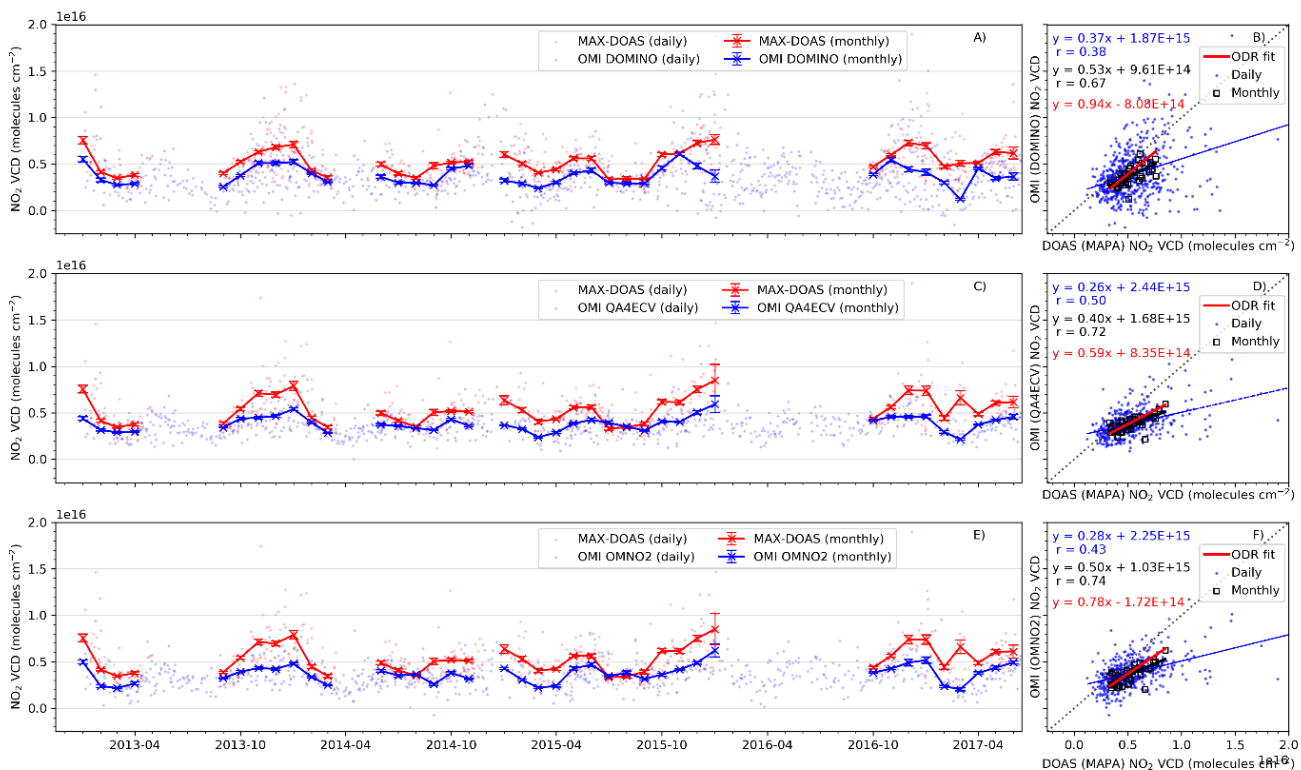 1e16
2.0
1.5
1.0
0.5
0.0
NO2 VCD (molecules cm−2)
MAX-DOAS (daily)
OMI DOMINO (daily)
MAX-DOAS (monthly)
OMI DOMINO (monthly)
A)
y = 0.37x + 1.87E+15
r = 0.38
y = 0.53x + 9.61E+14
r = 0.67
y = 0.94x - 8.08E+14
B)
ODR fit
Daily
Monthly
OMI (DOMINO) NO2 VCD
DOAS (MAPA) NO2 VCD (molecules cm−2)
1e16
2.0
1.5
1.0
0.5
0.0
NO2 VCD (molecules cm−2)
MAX-DOAS (daily)
OMI QA4ECV (daily)
MAX-DOAS (monthly)
OMI QA4ECV (monthly)
C)
y = 0.26x + 2.44E+15
r = 0.50
y = 0.40x + 1.68E+15
r = 0.72
y = 0.59x + 8.35E+14
D)
ODR fit
Daily
Monthly
OMI (QA4ECV) NO2 VCD
DOAS (MAPA) NO2 VCD (molecules cm−2)
1e16
2.0
1.5
1.0
0.5
0.0
NO2 VCD (molecules cm−2)
MAX-DOAS (daily)
OMI OMNO2 (daily)
MAX-DOAS (monthly)
OMI OMNO2 (monthly)
E)
2013-04
2013-10
2014-04
2014-10
2015-04
2015-10
2016-04
2016-10
2017-04
y = 0.28x + 2.25E+15
r = 0.43
y = 0.50x + 1.03E+15
r = 0.74
y = 0.78x - 1.72E+14
F)
ODR fit
Daily
Monthly
OMI (OMNO2) NO2 VCD
0.0
0.5
1.0
1.5
2.0
1e16
DOAS (MAPA) NO2 VCD (molecules cm−2)